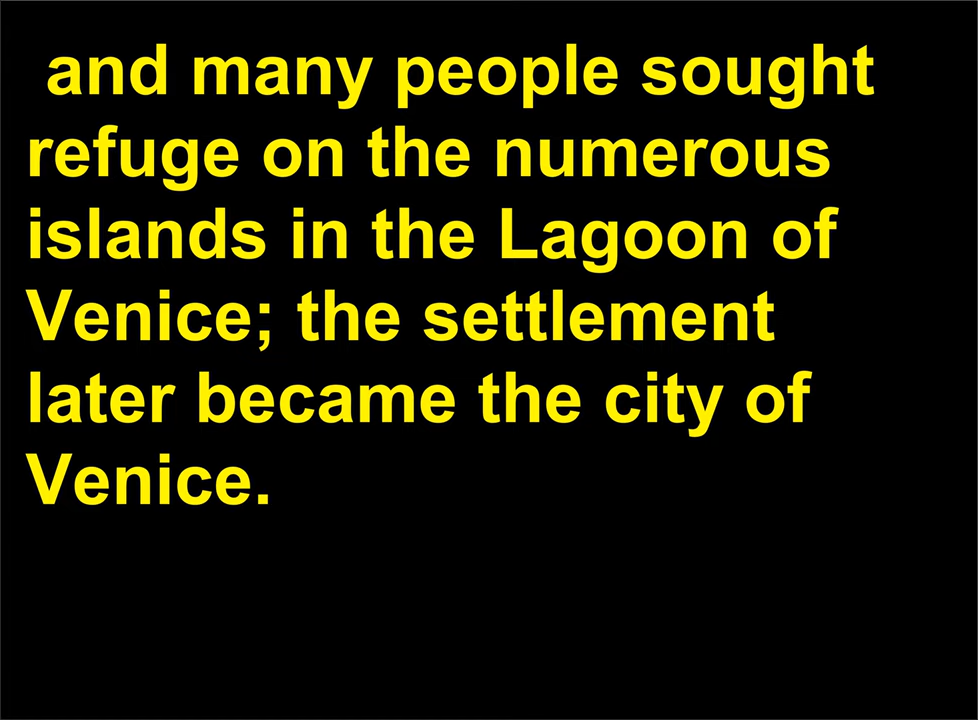 and many people sought
refuge on the numerous
islands in the Lagoon of
Venice; the settlement
later became the city of
Venice.